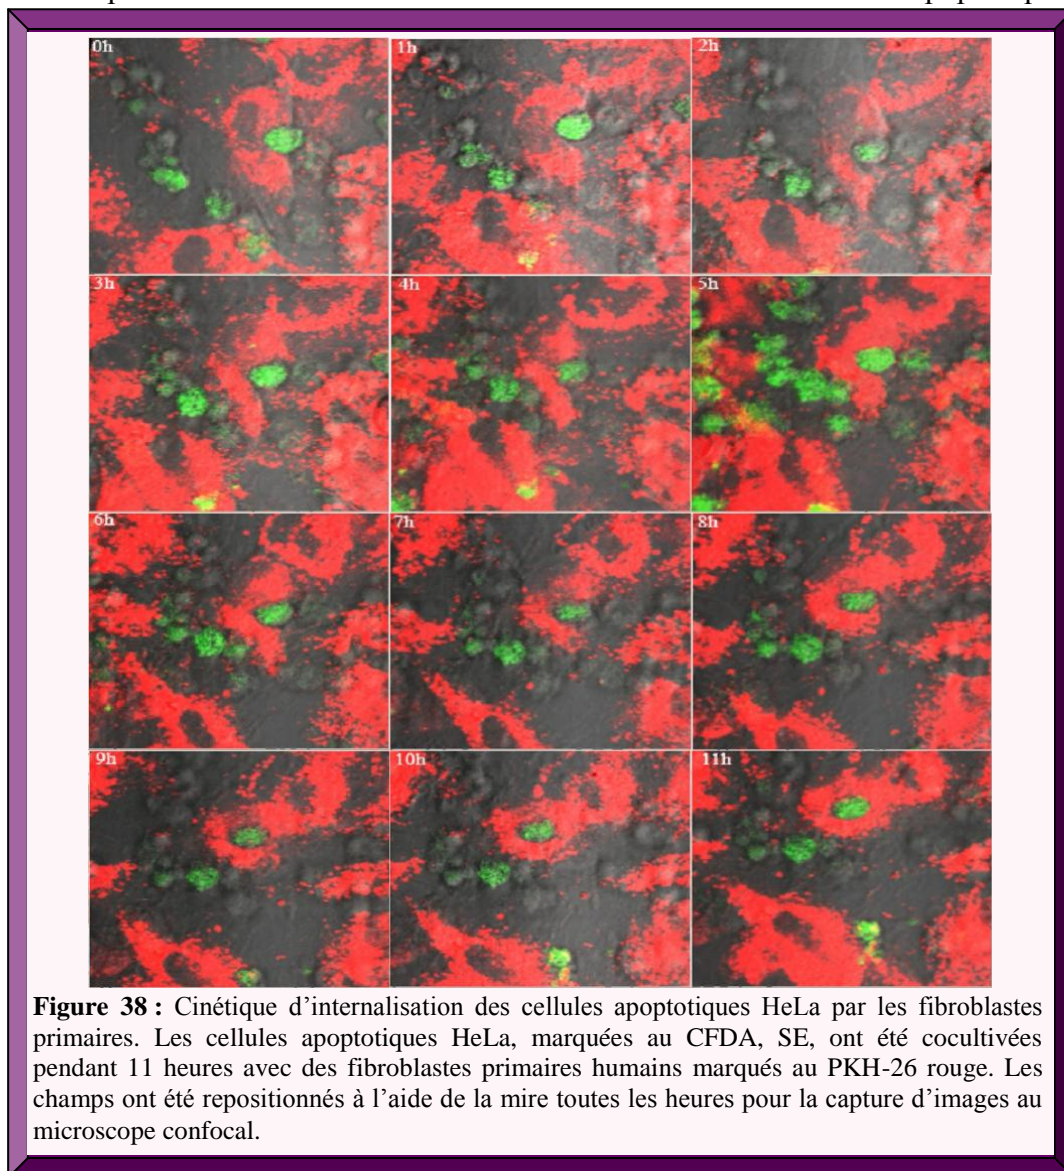 0h
1h
2h
3h
4h
5h
6h
7h
8h
9h
10h
11h
Figure 38 : Cinétique d’internalisation des cellules apoptotiques HeLa par les fibroblastes
primaires. Les cellules apoptotiques HeLa, marquées au CFDA, SE, ont été cocultivées
pendant 11 heures avec des fibroblastes primaires humains marqués au PKH-26 rouge. Les
champs ont été repositionnés à l’aide de la mire toutes les heures pour la capture d’images au
microscope confocal.